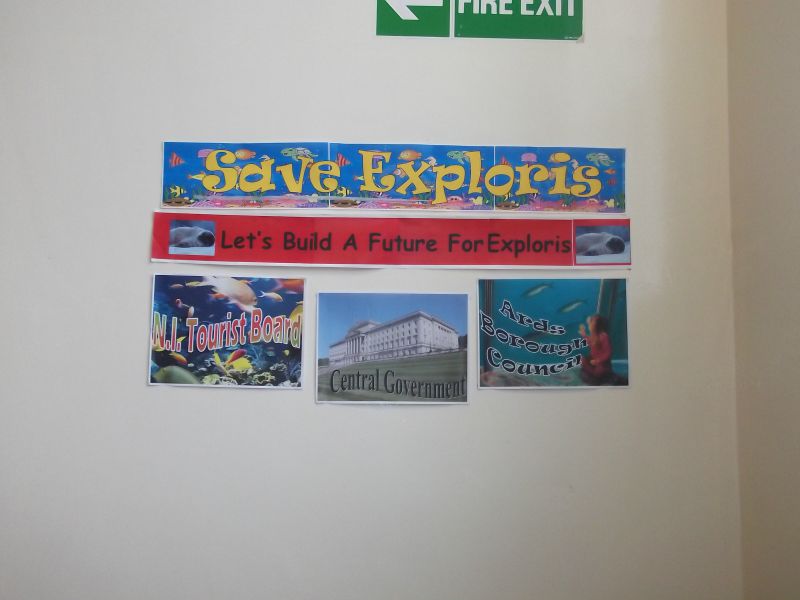 FIRE EXIT
Save Exploris
Let's Build A Future For Exploris
N.I. Tourist Board
Central Government
Ards
Borough
Council